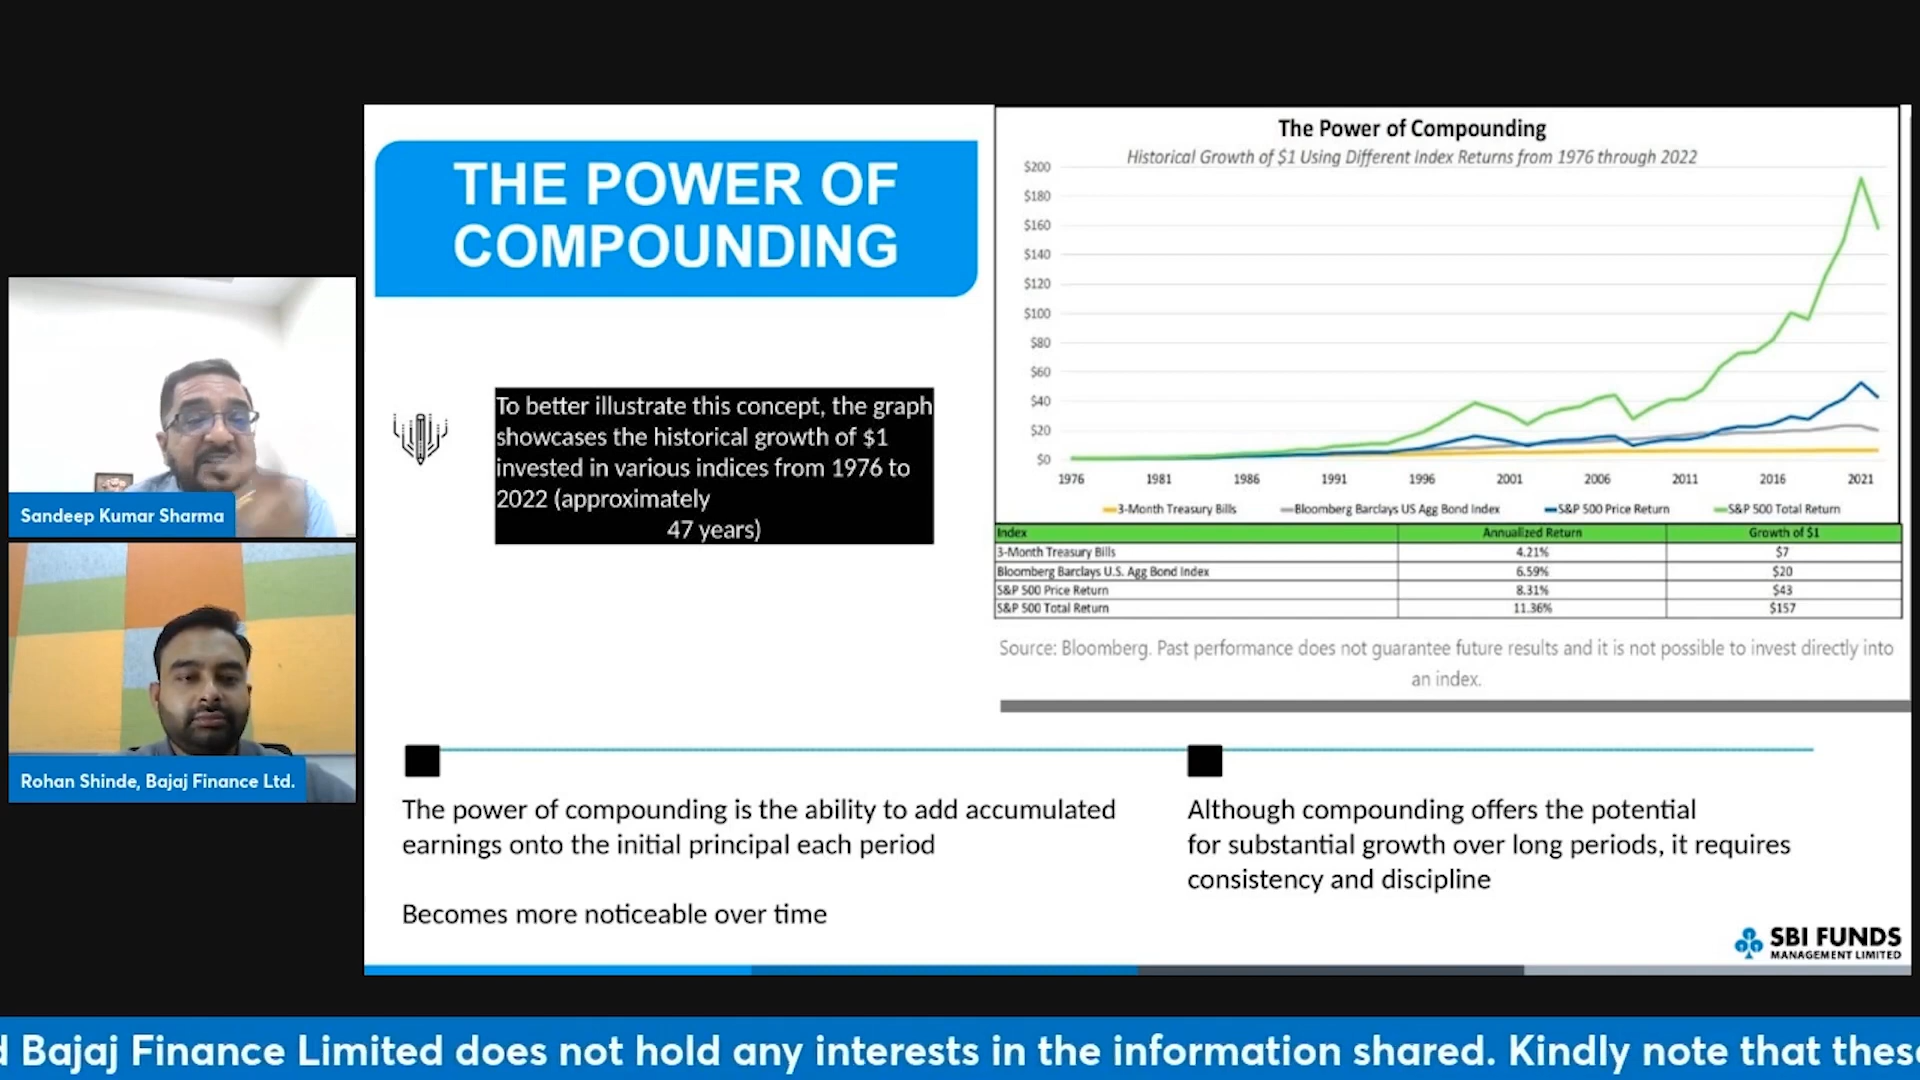 THE POWER OF
COMPOUNDING
To better illustrate this concept, the graph
showcases the historical growth of $1
invested in various indices from 1976 to
2022 (approximately
47 years)
The Power of Compounding
Historical Growth of $1 Using Different Index Returns from 1976 through 2022
$200
$180
$160
$140
$120
$100
$80
$60
$40
$20
$0
1976 1981 1986 1991 1996 2001 2006 2011 2016 2021
3-Month Treasury Bills Bloomberg Barclays US Agg Bond Index S&P 500 Price Return S&P 500 Total Return
Index Annualized Return Growth of $1
3-Month Treasury Bills 4.21% $7
Bloomberg Barclays U.S. Agg Bond Index 6.59% $20
S&P 500 Price Return 8.31% $43
S&P 500 Total Return 11.36% $157
Source: Bloomberg. Past performance does not guarantee future results and it is not possible to invest directly into
an index.
Sandeep Kumar Sharma
Rohan Shinde, Bajaj Finance Ltd.
The power of compounding is the ability to add accumulated
earnings onto the initial principal each period
Becomes more noticeable over time
Although compounding offers the potential
for substantial growth over long periods, it requires
consistency and discipline
SBI FUNDS
MANAGEMENT LIMITED
Bajaj Finance Limited does not hold any interests in the information shared. Kindly note that these